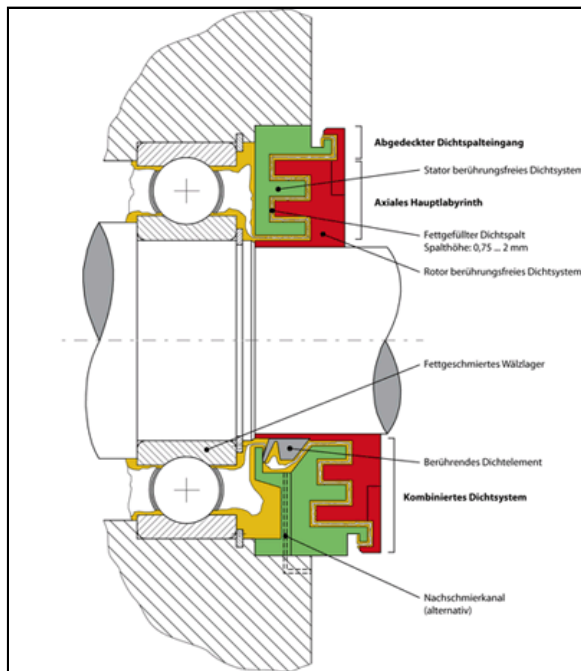 Abgedeckter Dichtspalteingang
Stator berührungsfreies Dichtsystem
Axiales Hauptlabyrinth
Fettgefüllter Dichtspalt
Spalthöhe: 0,75 ... 2 mm
Rotor berührungsfreies Dichtsystem
Fettgeschmiertes Wälzlager
Berührendes Dichtelement
Kombiniertes Dichtsystem
Nachschmierkanal
(alternativ)